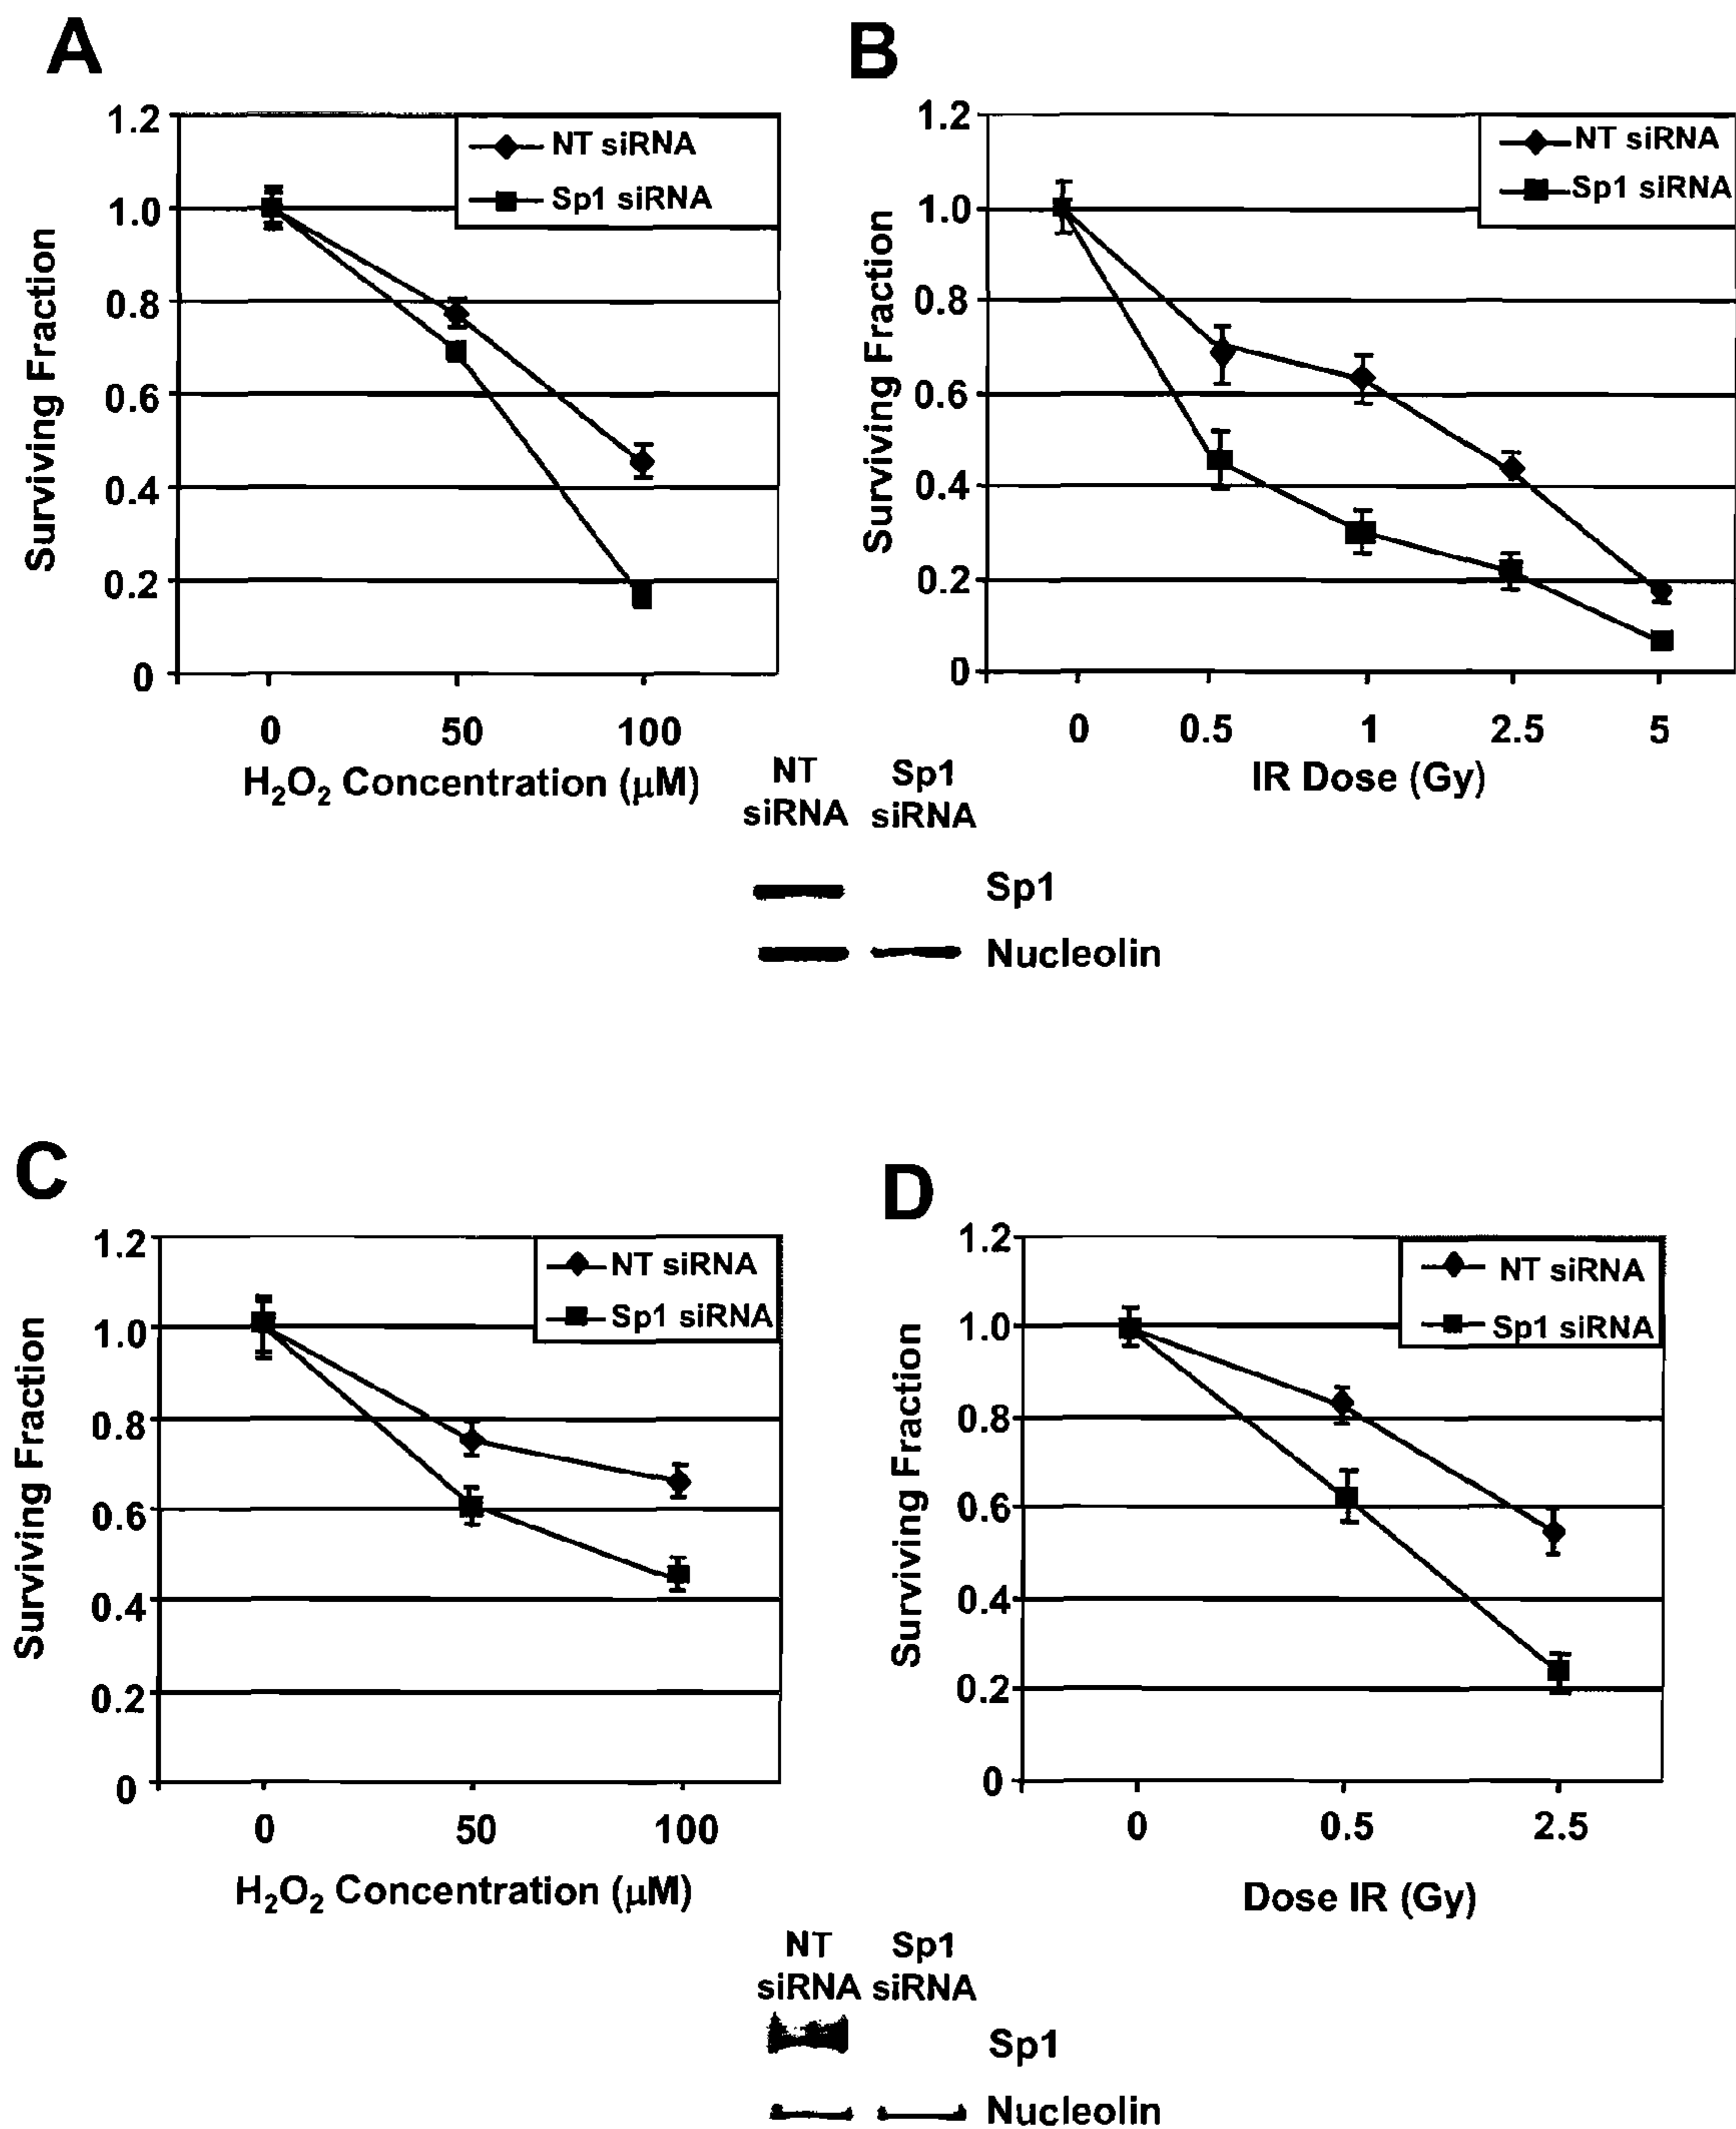 A
1.2
1.0
0.8
0.6
0.4
0.2
0
Surviving Fraction
NT siRNA
Sp1 siRNA
0 50 100
H₂O₂ Concentration (μM)
B
1.2
1.0
0.8
0.6
0.4
0.2
0
Surviving Fraction
NT siRNA
Sp1 siRNA
0 0.5 1 2.5 5
IR Dose (Gy)
NT Sp1
siRNA siRNA
Sp1
Nucleolin
C
1.2
1.0
0.8
0.6
0.4
0.2
0
Surviving Fraction
NT siRNA
Sp1 siRNA
0 50 100
H₂O₂ Concentration (μM)
D
1.2
1.0
0.8
0.6
0.4
0.2
0
Surviving Fraction
NT siRNA
Sp1 siRNA
0 0.5 2.5
Dose IR (Gy)
NT Sp1
siRNA siRNA
Sp1
Nucleolin